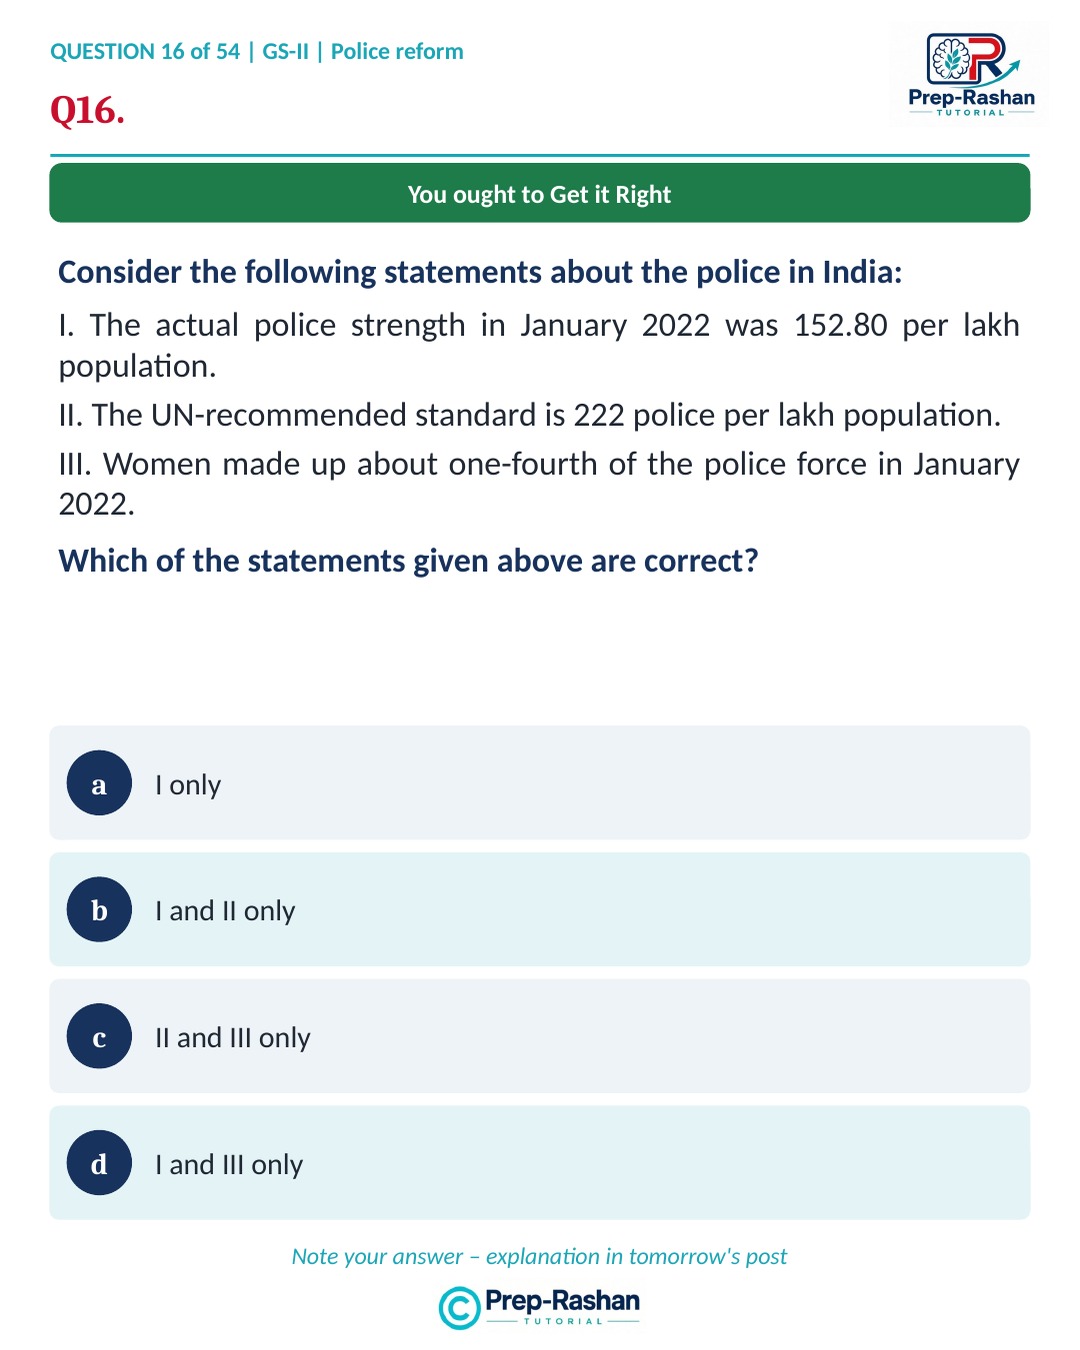 QUESTION 16 of 54 | GS-II | Police reform
Q16.
R
Prep-Rashan
TUTORIAL
You ought to Get it Right
Consider the following statements about the police in India:
I. The actual police strength in January 2022 was 152.80 per lakh
population.
II. The UN-recommended standard is 222 police per lakh population.
III. Women made up about one-fourth of the police force in January
2022.
Which of the statements given above are correct?
a I only
b I and II only
c II and III only
d I and III only
Note your answer – explanation in tomorrow's post
© Prep-Rashan
TUTORIAL